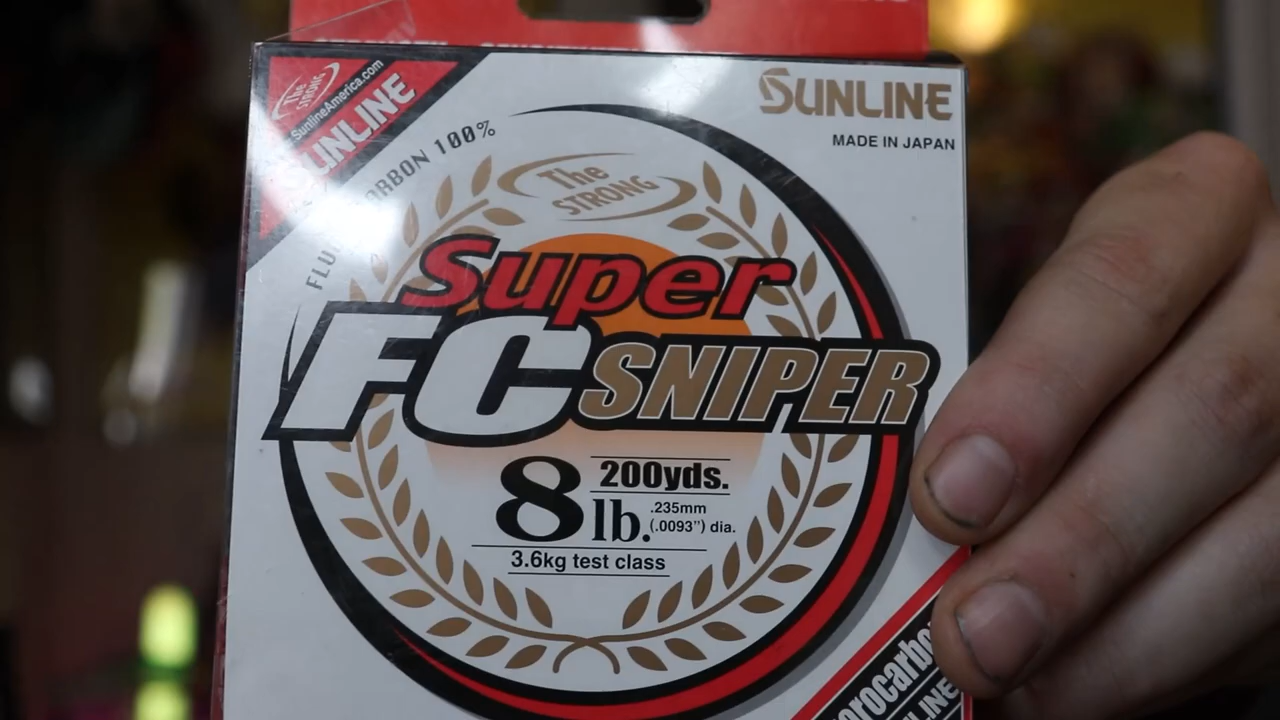 The
STRONG
SunlineAmerica.com
SUNLINE
SUNLINE
MADE IN JAPAN
100%
The
STRONG
Super
FC SNIPER
8 lb.
200yds.
.235mm
(.0093") dia.
3.6kg test class